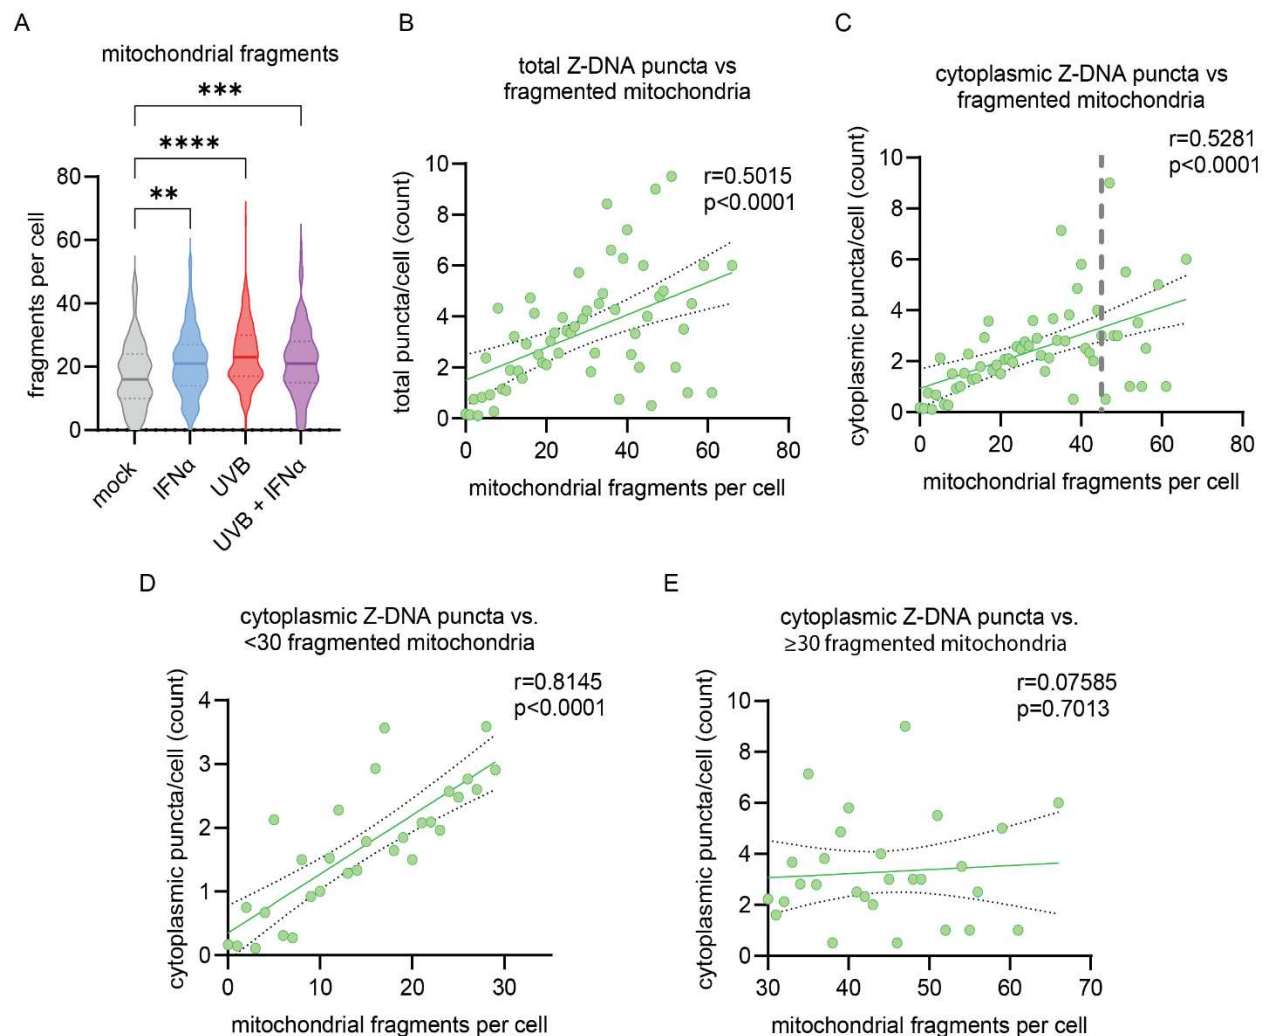 A
mitochondrial fragments
***
****
**
fragments per cell
80
60
40
20
0
mock
IFNα
UVB
UVB + IFNα
B
total Z-DNA puncta vs
fragmented mitochondria
r=0.5015
p<0.0001
total puncta/cell (count)
10
8
6
4
2
0
0 20 40 60 80
mitochondrial fragments per cell
C
cytoplasmic Z-DNA puncta vs
fragmented mitochondria
r=0.5281
p<0.0001
cytoplasmic puncta/cell (count)
10
8
6
4
2
0
0 20 40 60 80
mitochondrial fragments per cell
D
cytoplasmic Z-DNA puncta vs.
<30 fragmented mitochondria
r=0.8145
p<0.0001
cytoplasmic puncta/cell (count)
4
3
2
1
0
0 10 20 30
mitochondrial fragments per cell
E
cytoplasmic Z-DNA puncta vs.
≥30 fragmented mitochondria
r=0.07585
p=0.7013
cytoplasmic puncta/cell (count)
10
8
6
4
2
0
30 40 50 60 70
mitochondrial fragments per cell